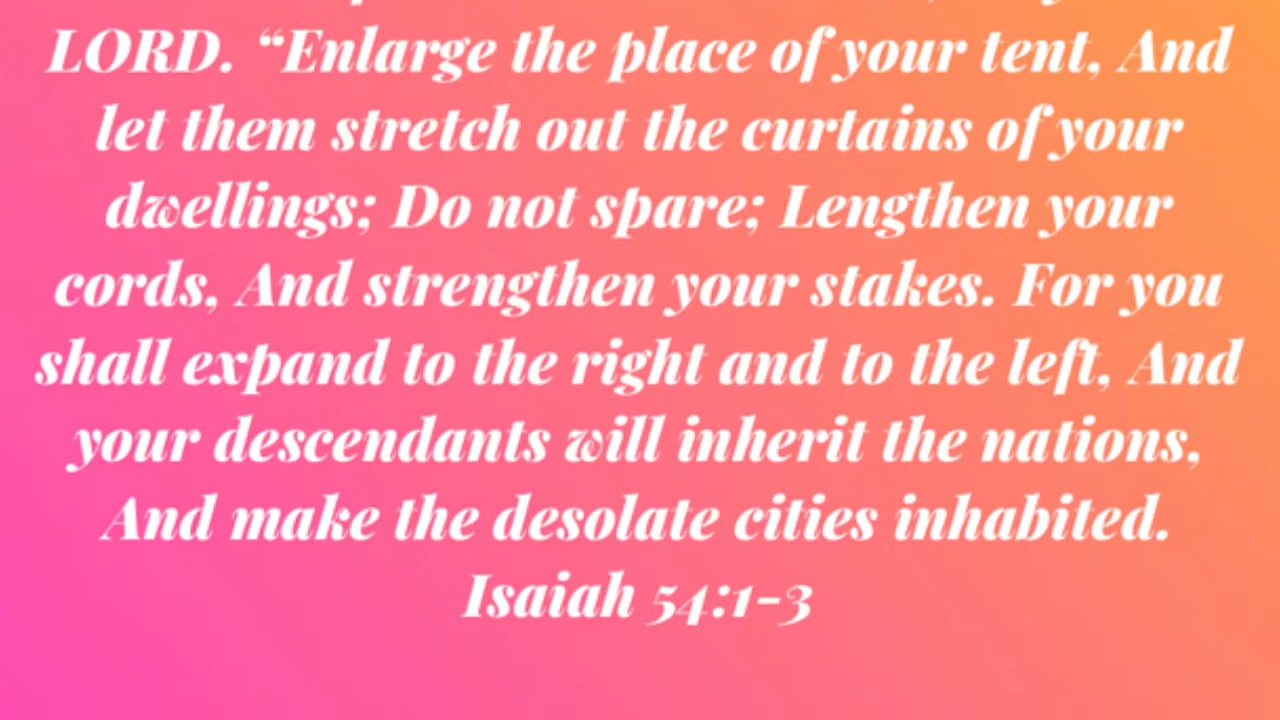 LORD. “Enlarge the place of your tent, And
let them stretch out the curtains of your
dwellings; Do not spare; Lengthen your
cords, And strengthen your stakes. For you
shall expand to the right and to the left, And
your descendants will inherit the nations,
And make the desolate cities inhabited.
Isaiah 54:1-3